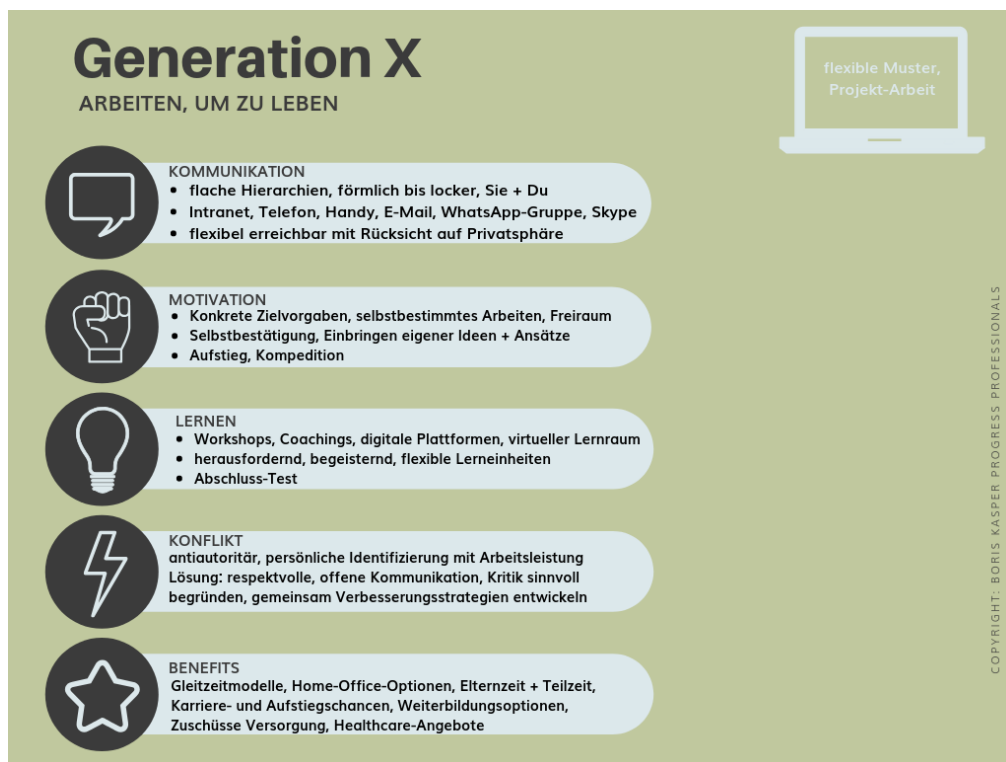 Generation X
ARBEITEN, UM ZU LEBEN
flexible Muster,
Projekt-Arbeit
KOMMUNIKATION
• flache Hierarchien, förmlich bis locker, Sie + Du
• Intranet, Telefon, Handy, E-Mail, WhatsApp-Gruppe, Skype
• flexibel erreichbar mit Rücksicht auf Privatsphäre
MOTIVATION
• Konkrete Zielvorgaben, selbstbestimmtes Arbeiten, Freiraum
• Selbstbestätigung, Einbringen eigener Ideen + Ansätze
• Aufstieg, Kompedition
LERNEN
• Workshops, Coachings, digitale Plattformen, virtueller Lernraum
• herausfordernd, begeisternd, flexible Lerneinheiten
• Abschluss-Test
KONFLIKT
antiautoritär, persönliche Identifizierung mit Arbeitsleistung
Lösung: respektvolle, offene Kommunikation, Kritik sinnvoll
begründen, gemeinsam Verbesserungsstrategien entwickeln
BENEFITS
Gleitzeitmodelle, Home-Office-Optionen, Elternzeit + Teilzeit,
Karriere- und Aufstiegschancen, Weiterbildungsoptionen,
Zuschüsse Versorgung, Healthcare-Angebote
COPYRIGHT: BORIS KASPER PROGRESS PROFESSIONALS